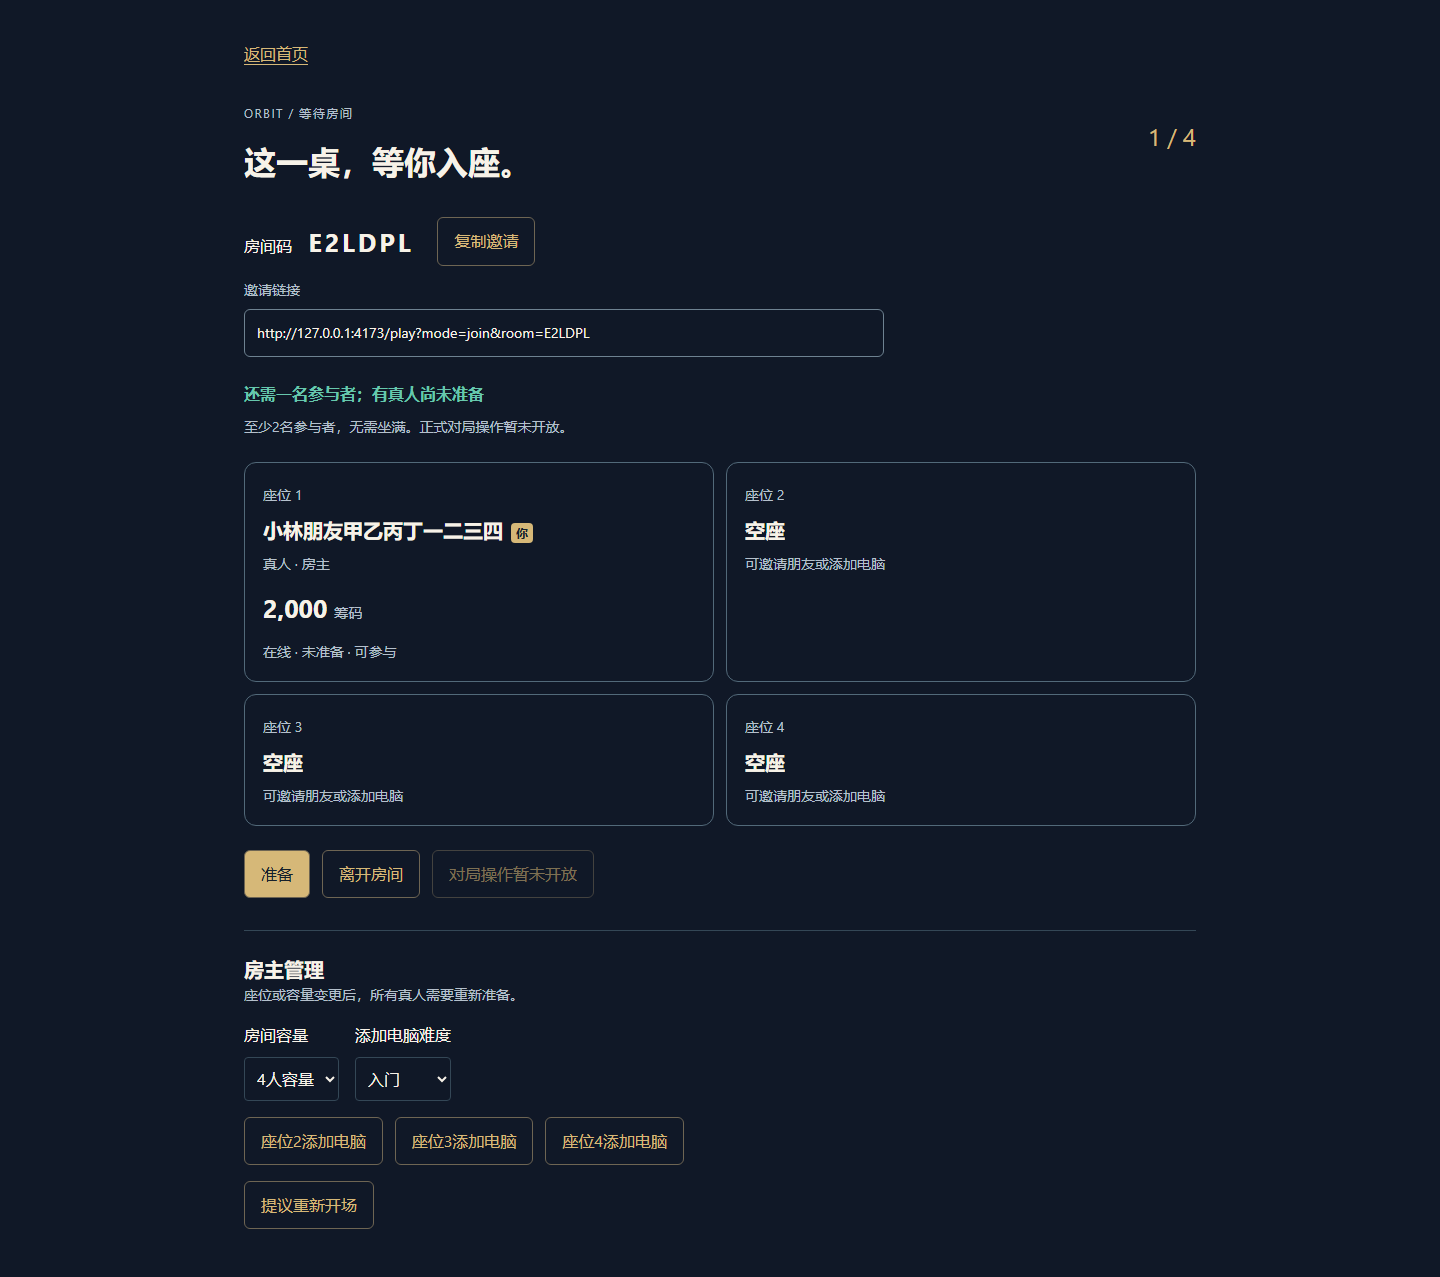 返回首页
ORBIT / 等待房间
这一桌，等你入座。
1 / 4
房间码 E2LDPL 复制邀请
邀请链接
http://127.0.0.1:4173/play?mode=join&room=E2LDPL
还需一名参与者；有真人尚未准备
至少2名参与者，无需坐满。正式对局操作暂未开放。
座位 1
小林朋友甲乙丙丁一二三四 你
真人 · 房主
2,000 筹码
在线 · 未准备 · 可参与
座位 2
空座
可邀请朋友或添加电脑
座位 3
空座
可邀请朋友或添加电脑
座位 4
空座
可邀请朋友或添加电脑
准备 离开房间 对局操作暂未开放
房主管理
座位或容量变更后，所有真人需要重新准备。
房间容量 添加电脑难度
4人容量 入门
座位2添加电脑 座位3添加电脑 座位4添加电脑
提议重新开场